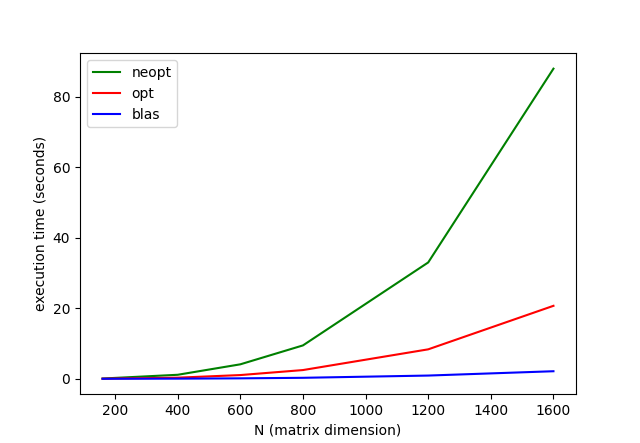 neopt
opt
blas
execution time (seconds)
80
60
40
20
0
200 400 600 800 1000 1200 1400 1600
N (matrix dimension)